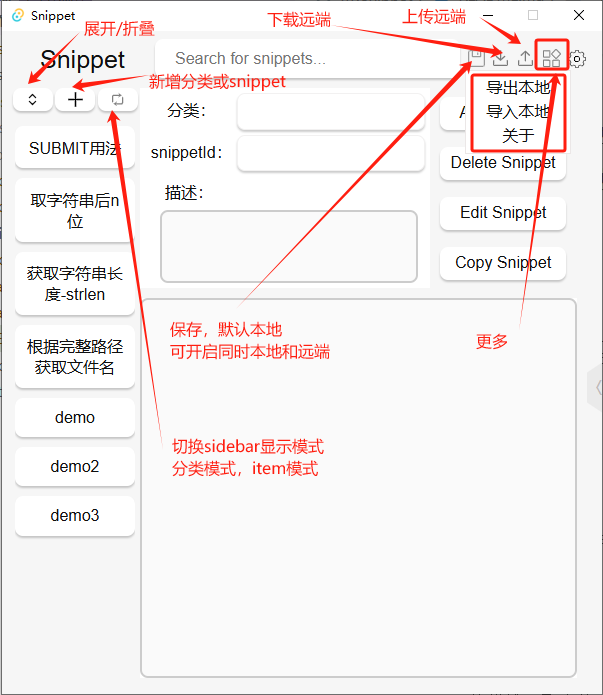 Snippet
上传远端
下载远端
展开/折叠
Snippet
Search for snippets...
新增分类或snippet
导出本地
导入本地
关于
分类:
A
snippetId:
Delete Snippet
描述:
Edit Snippet
Copy Snippet
SUBMIT用法
取字符串后n
位
获取字符串长
度-strlen
根据完整路径
获取文件名
demo
demo2
demo3
保存，默认本地
可开启同时本地和远端
更多
切换sidebar显示模式
分类模式，item模式